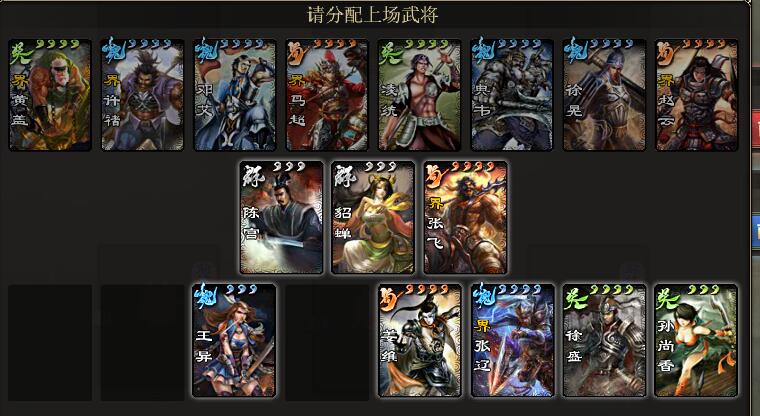 请分配上场武将
吴 界黄盖
魏 界许褚
魏 邓艾
蜀 界马超
吴 凌统
魏 典韦
魏 徐晃
蜀 界赵云
群 陈宫
群 貂蝉
蜀 界张飞
魏 王异
蜀 姜维
魏 界张辽
吴 徐盛
吴 孙尚香